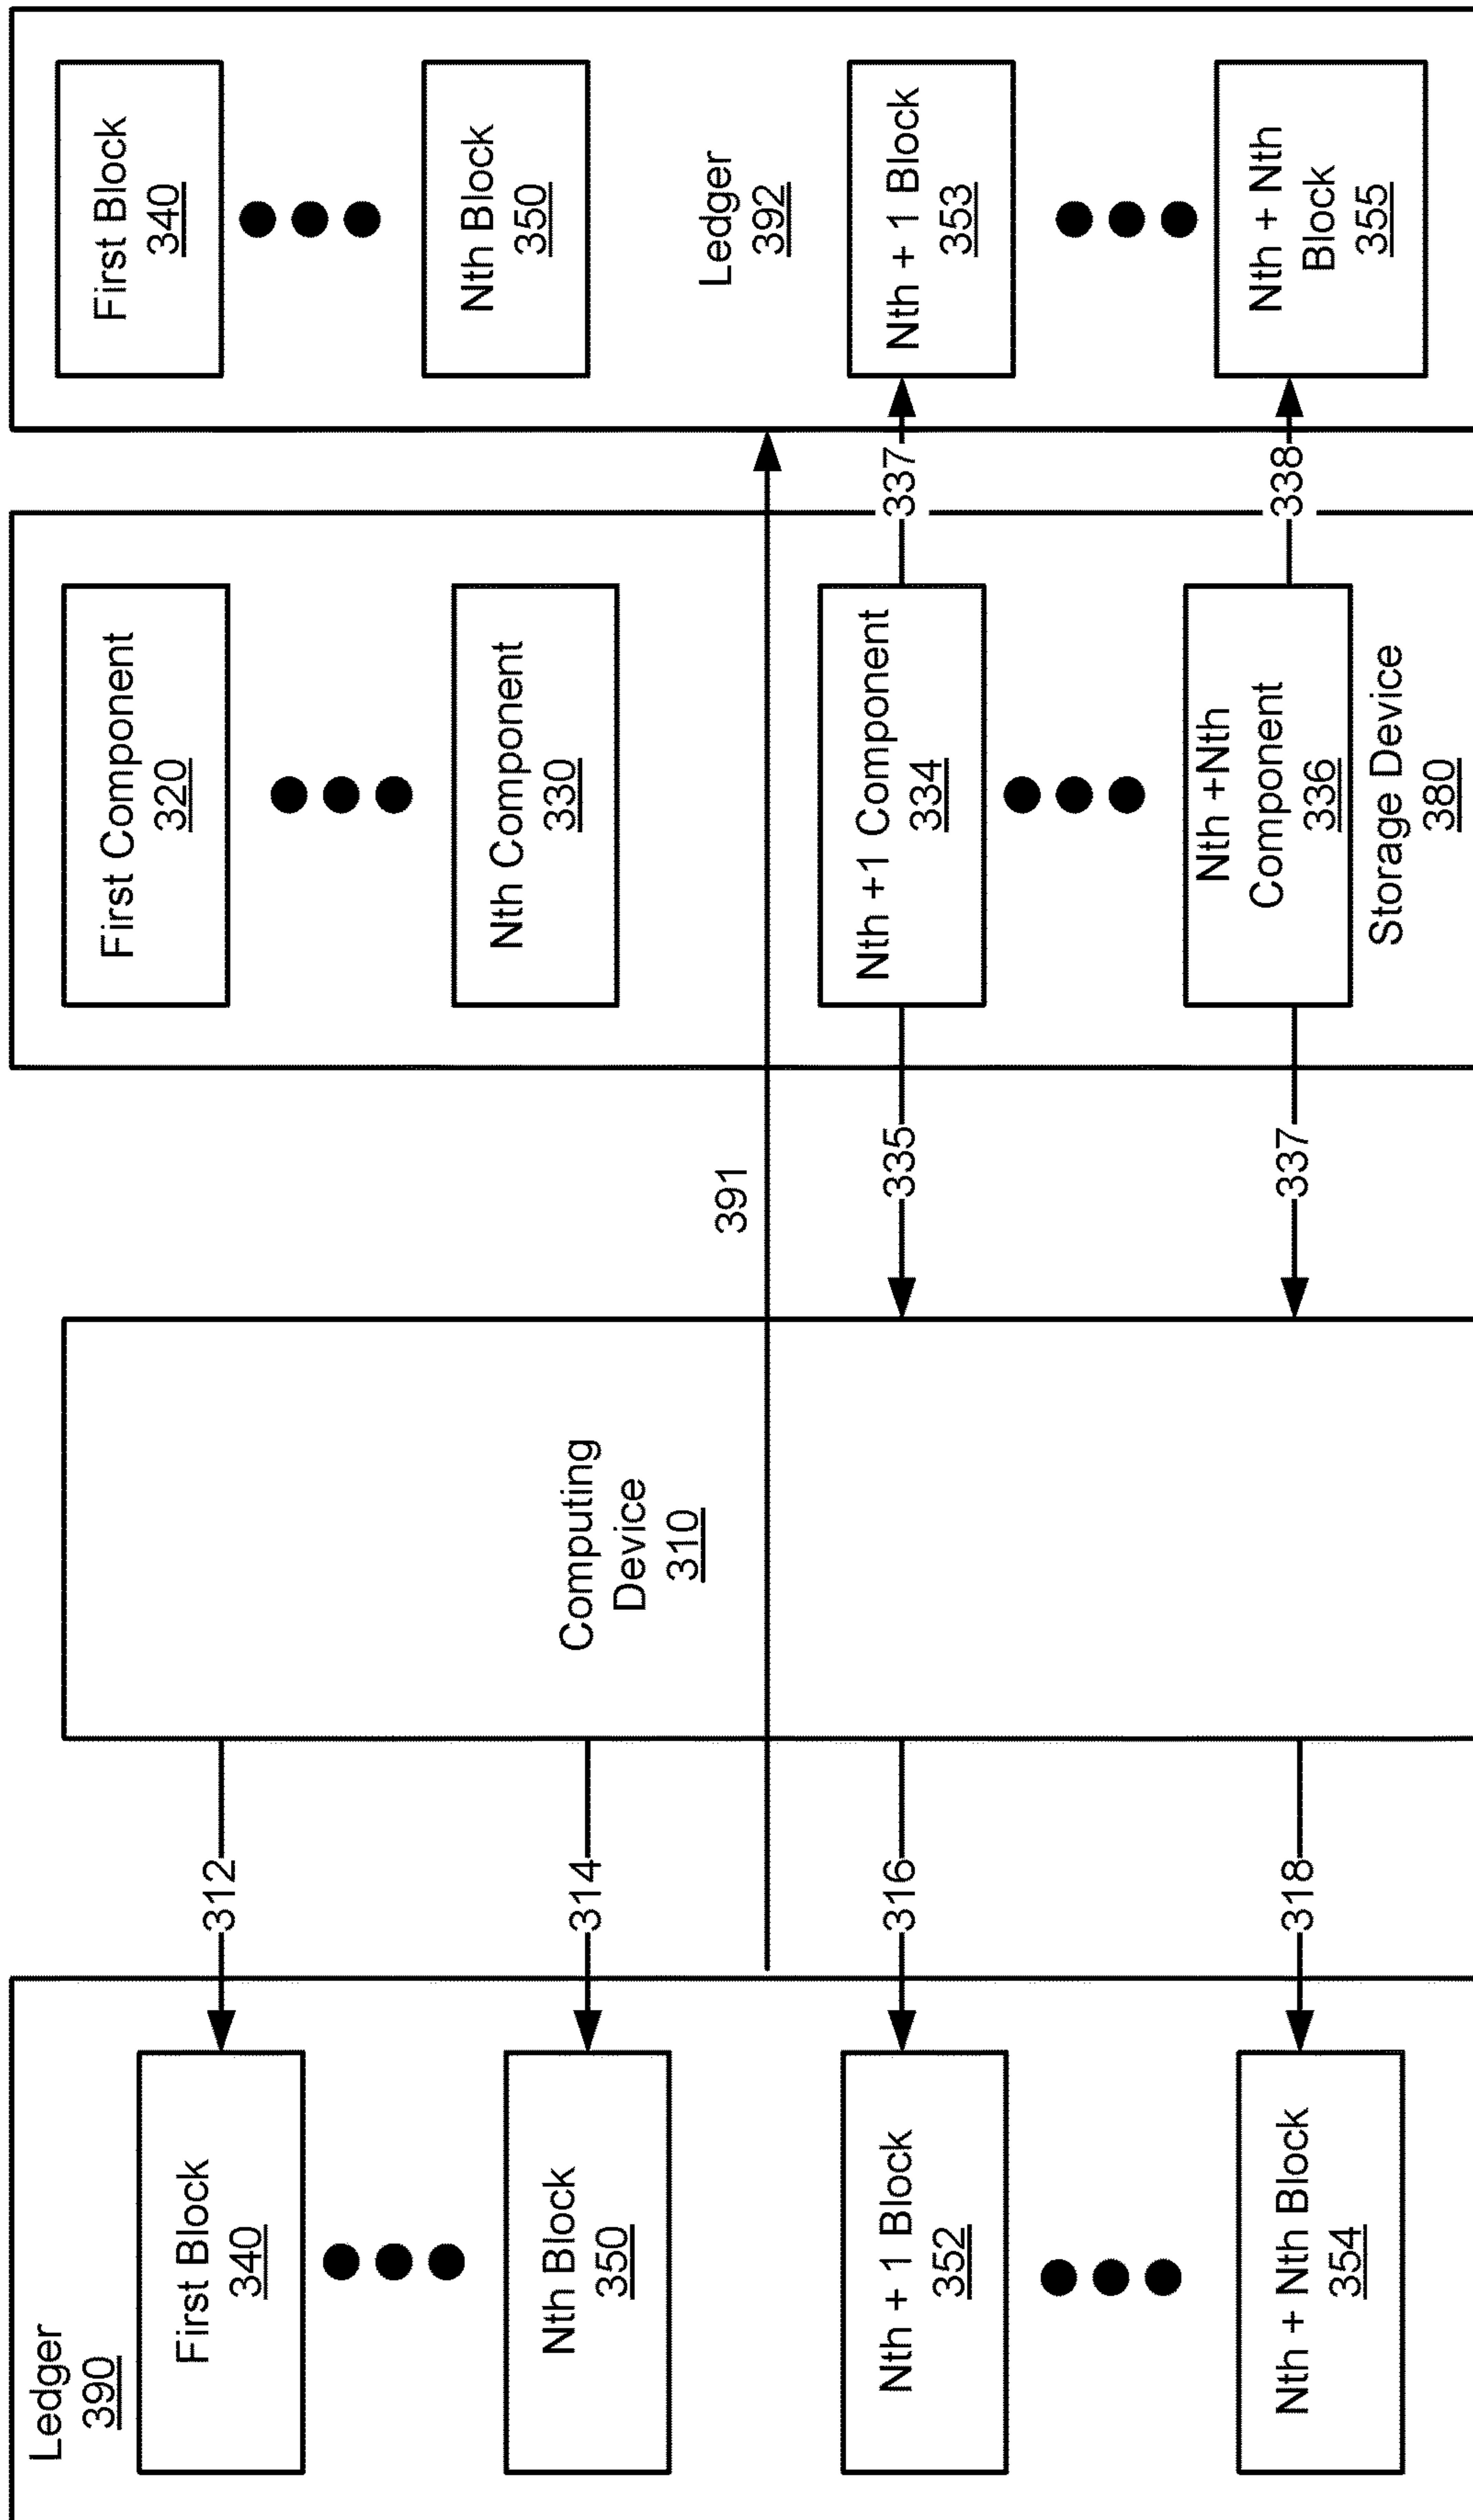 Ledger
390
First Block
340
Nth Block
350
Nth + 1 Block
352
Nth + Nth Block
354
312
314
316
318
Computing
Device
310
391
335
337
First Component
320
Nth Component
330
Nth +1 Component
334
Nth +Nth
Component
336
Storage Device
380
337
338
First Block
340
Nth Block
350
Ledger
392
Nth + 1 Block
353
Nth + Nth
Block
355